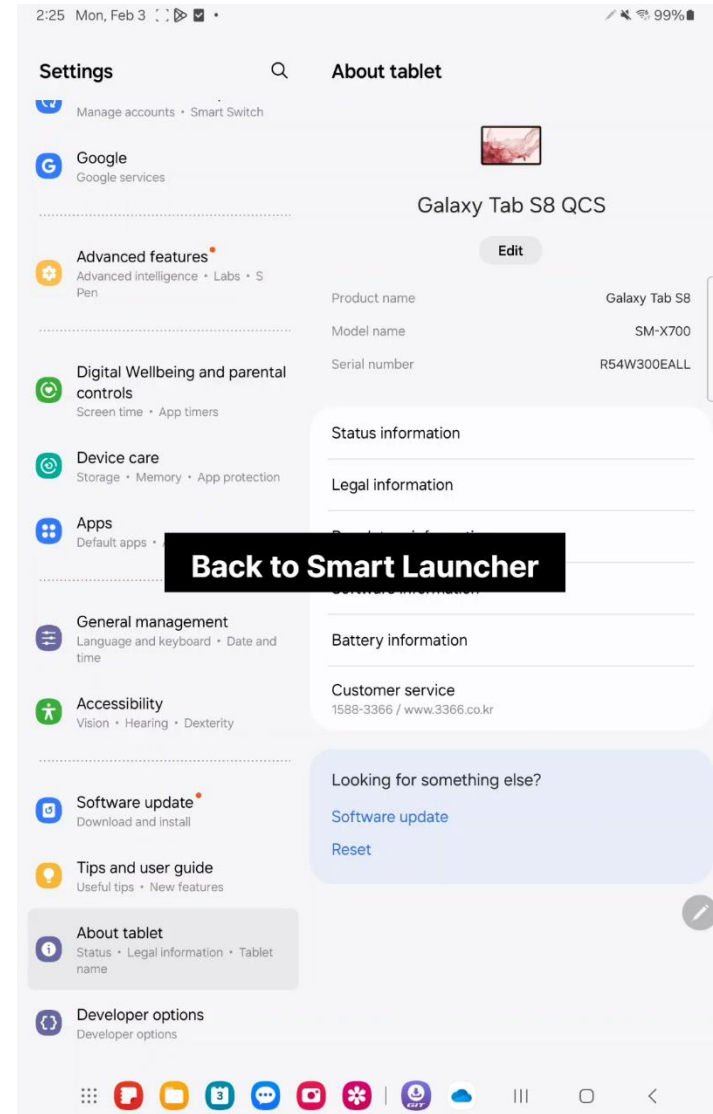 2:25 Mon, Feb 3
99%
Settings
Manage accounts • Smart Switch
Google
Google services
Advanced features
Advanced intelligence • Labs • S
Pen
Digital Wellbeing and parental
controls
Screen time • App timers
Device care
Storage • Memory • App protection
Apps
Default apps •
General management
Language and keyboard • Date and
time
Accessibility
Vision • Hearing • Dexterity
Software update
Download and install
Tips and user guide
Useful tips • New features
About tablet
Status • Legal information • Tablet
name
Developer options
Developer options
About tablet
Galaxy Tab S8 QCS
Edit
Product name Galaxy Tab S8
Model name SM-X700
Serial number R54W300EALL
Status information
Legal information
Back to Smart Launcher
Battery information
Customer service
1588-3366 / www.3366.co.kr
Looking for something else?
Software update
Reset
3
GIT